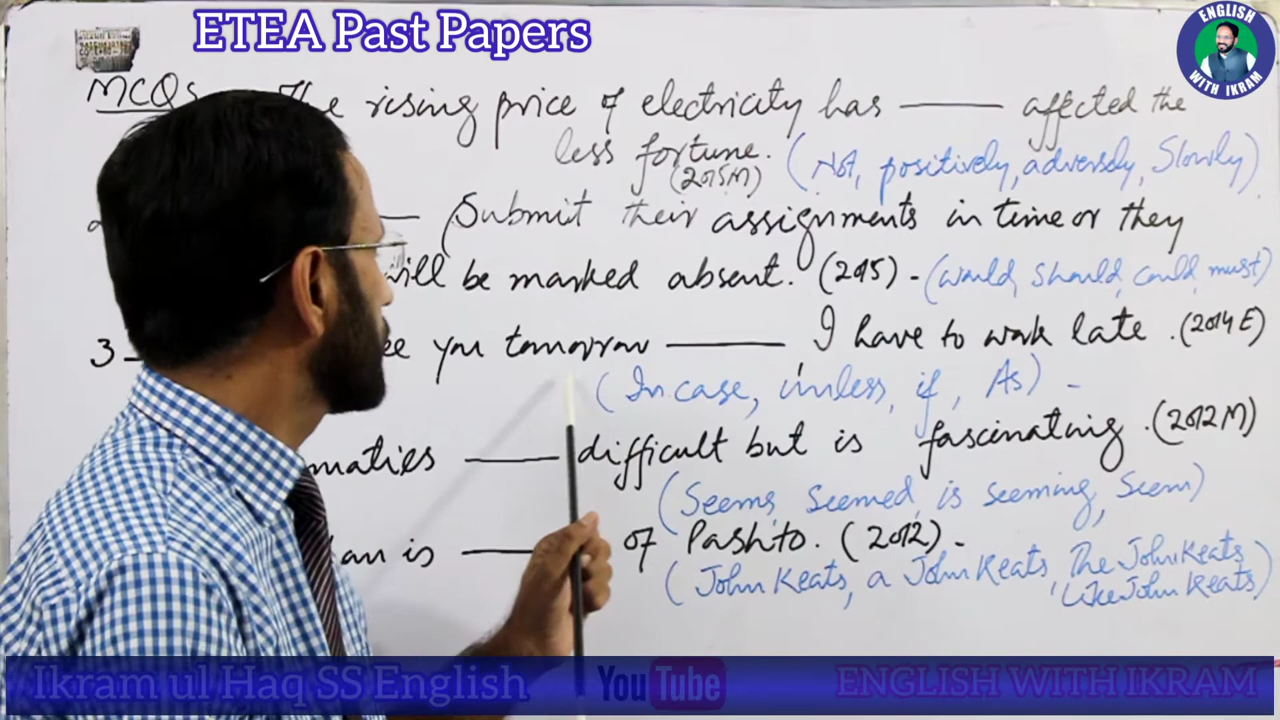 ETEA Past Papers
ENGLISH
WITH IKRAM
MCQs The rising price of electricity has ——— affected the
less fortune. (Not, positively, adversely, Slowly)
(2015M)
——— Submit their assignments in time or they
will be marked absent. (2015) - (would, should, could, must)
3- you tomorrow ——— I have to work late. (2014 E)
(In case, unless, if, As) -
——— difficult but is fascinating. (2012 M)
(Seems, Seemed, is seeming, Seem)
is ——— of Pashto. (2012) -
(John Keats, a John Keats, The John Keats,
Like John Keats)
Ikram ul Haq SS English YouTube ENGLISH WITH IKRAM